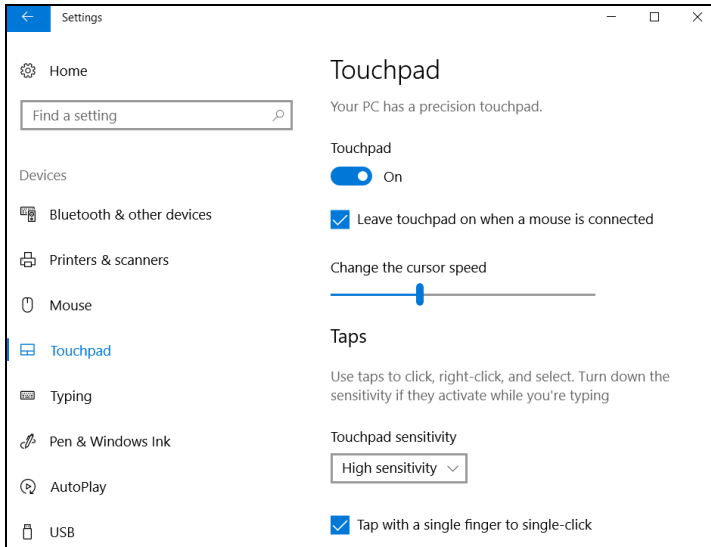 Settings
Home
Find a setting
Devices
Bluetooth & other devices
Printers & scanners
Mouse
Touchpad
Typing
Pen & Windows Ink
AutoPlay
USB
Touchpad
Your PC has a precision touchpad.
Touchpad
On
Leave touchpad on when a mouse is connected
Change the cursor speed
Taps
Use taps to click, right-click, and select. Turn down the
sensitivity if they activate while you're typing
Touchpad sensitivity
High sensitivity
Tap with a single finger to single-click